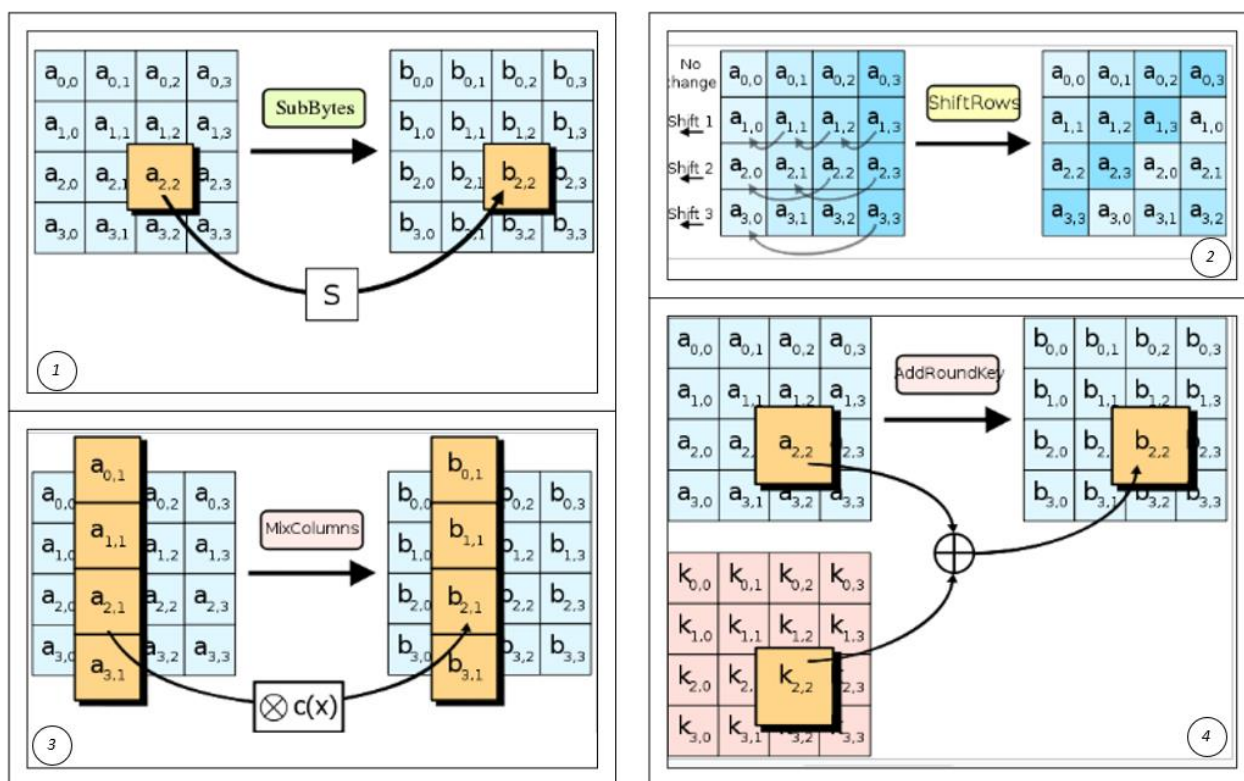 a0,0 a0,1 a0,2 a0,3
SubBytes
b0,0 b0,1 b0,2 b0,3
a1,0 a1,1 a1,2 a1,3
b1,0 b1,1 b1,2 b1,3
a2,0 a2,1 a2,2 a2,3
b2,0 b2,1 b2,2 b2,3
a3,0 a3,1 a3,2 a3,3
b3,0 b2,1 b3,2 b3,3
S
1
No
change
a0,0 a0,1 a0,2 a0,3
ShiftRows
a0,0 a0,1 a0,2 a0,3
Shift 1
a1,0 a1,1 a1,2 a1,3
a1,1 a1,2 a1,3 a1,0
Shift 2
a2,0 a2,1 a2,2 a2,3
a2,2 a2,3 a2,0 a2,1
Shift 3
a3,0 a3,1 a3,2 a3,3
a3,3 a3,0 a3,1 a3,2
2
a0,0 a0,1 a0,2 a0,3
MixColumns
b0,0 b0,1 b0,2 b0,3
a1,0 a1,1 a1,2 a1,3
b1,0 b1,1 b1,2 b1,3
a2,0 a2,1 a2,2 a2,3
b2,0 b2,1 b2,2 b2,3
a3,0 a3,1 a3,2 a3,3
b3,0 b3,1 b3,2 b3,3
⊗ c(x)
3
a0,0 a0,1 a0,2 a0,3
AddRoundKey
b0,0 b0,1 b0,2 b0,3
a1,0 a1,1 a1,2 a1,3
b1,0 b1,1 b1,2 b1,3
a2,0 a2, a2,2 2,3
b2,0 b2, b2,2 2,3
a3,0 a3,1 a3,2 a3,3
b3,0 b3,1 b3,2 b3,3
k0,0 k0,1 k0,2 k0,3
k1,0 k1,1 k1,2 k1,3
k2,0 k2, k2,2 2,3
k3,0 k3,1 k3,2 k3,3
4